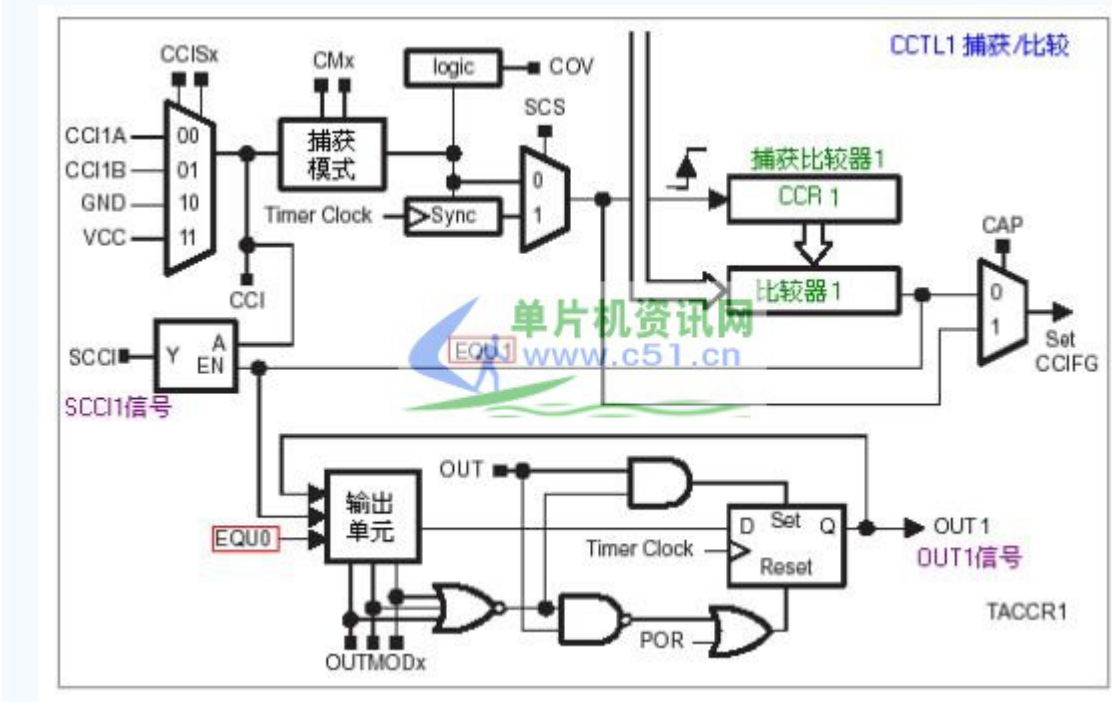 CCTL1 捕获/比较
CCISx
CMx
logic
COV
SCS
CCI1A
00
CCI1B
01
GND
10
VCC
11
捕获
模式
0
1
Timer Clock
Sync
捕获比较器1
CCR 1
CAP
CCI
比较器1
0
1
Set
CCIFG
单片机资讯网
www.c51.cn
SCCI
Y
A
EN
EQU1
SCCI1信号
OUT
输出
单元
EQU0
D
Set
Q
OUT1
Timer Clock
Reset
OUT1信号
POR
TACCR1
OUTMODx